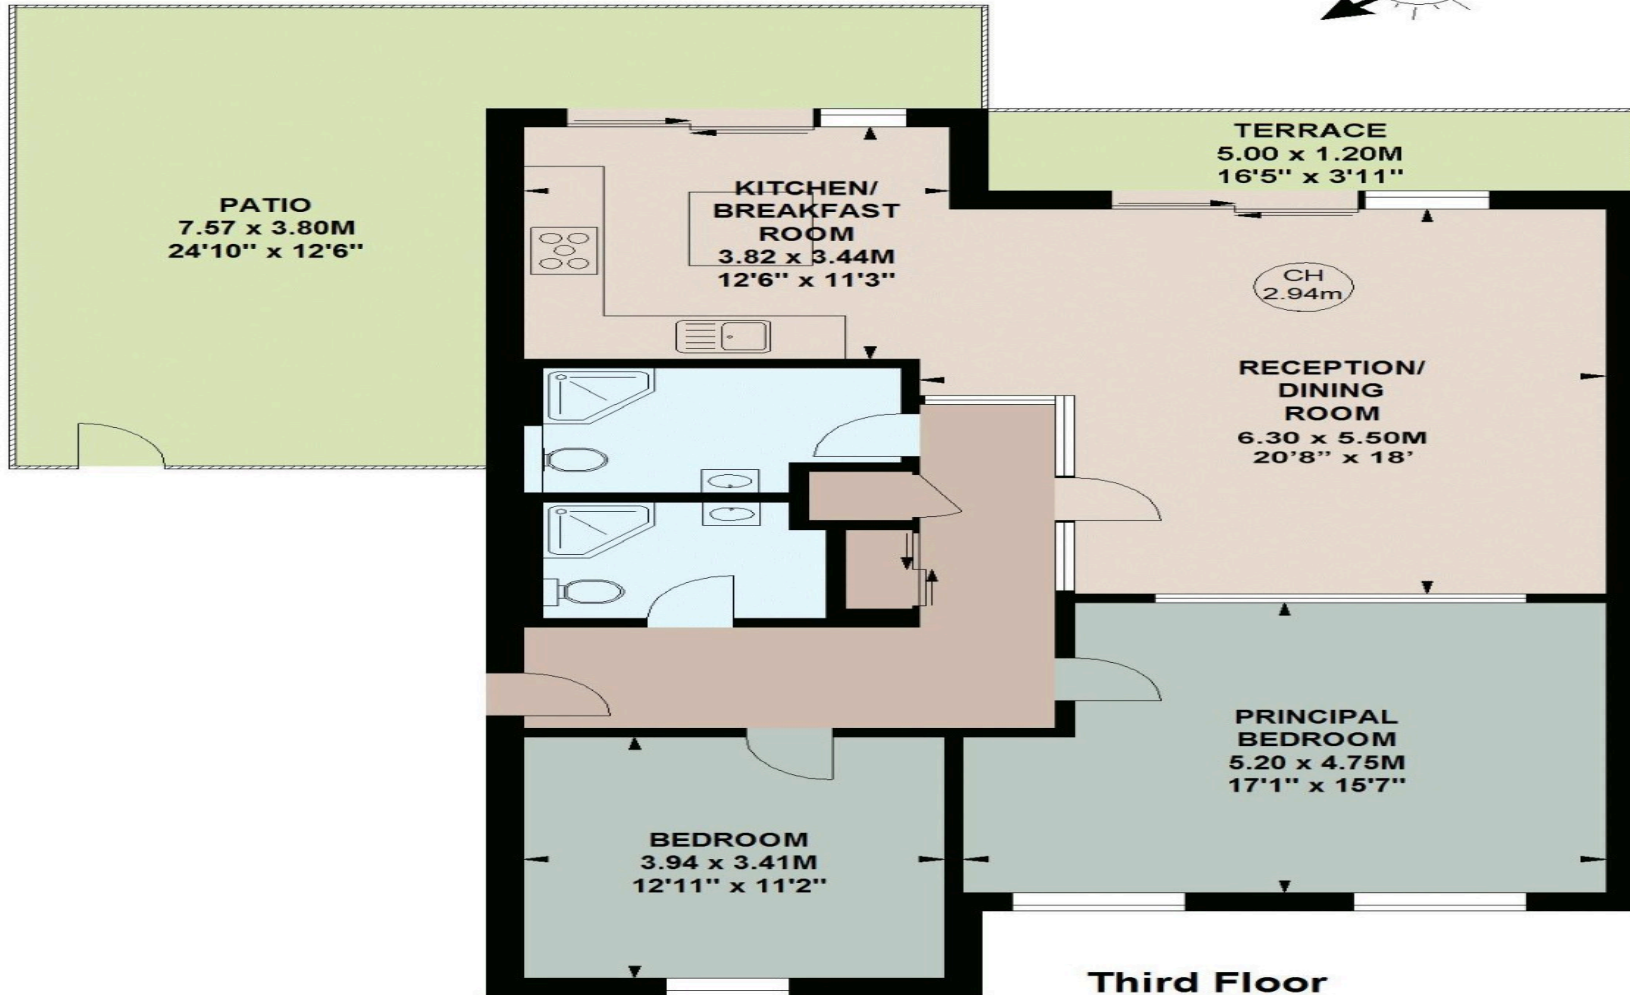 TERRACE
5.00 x 1.20M
16'5" x 3'11"
PATIO
7.57 x 3.80M
24'10" x 12'6"
KITCHEN/
BREAKFAST
ROOM
3.82 x 3.44M
12'6" x 11'3"
CH
2.94m
RECEPTION/
DINING
ROOM
6.30 x 5.50M
20'8” x 18’
PRINCIPAL
BEDROOM
5.20 x 4.75M
17'1" x 15'7"
BEDROOM
3.94 x 3.41M
12'11" x 11'2"
Third Floor